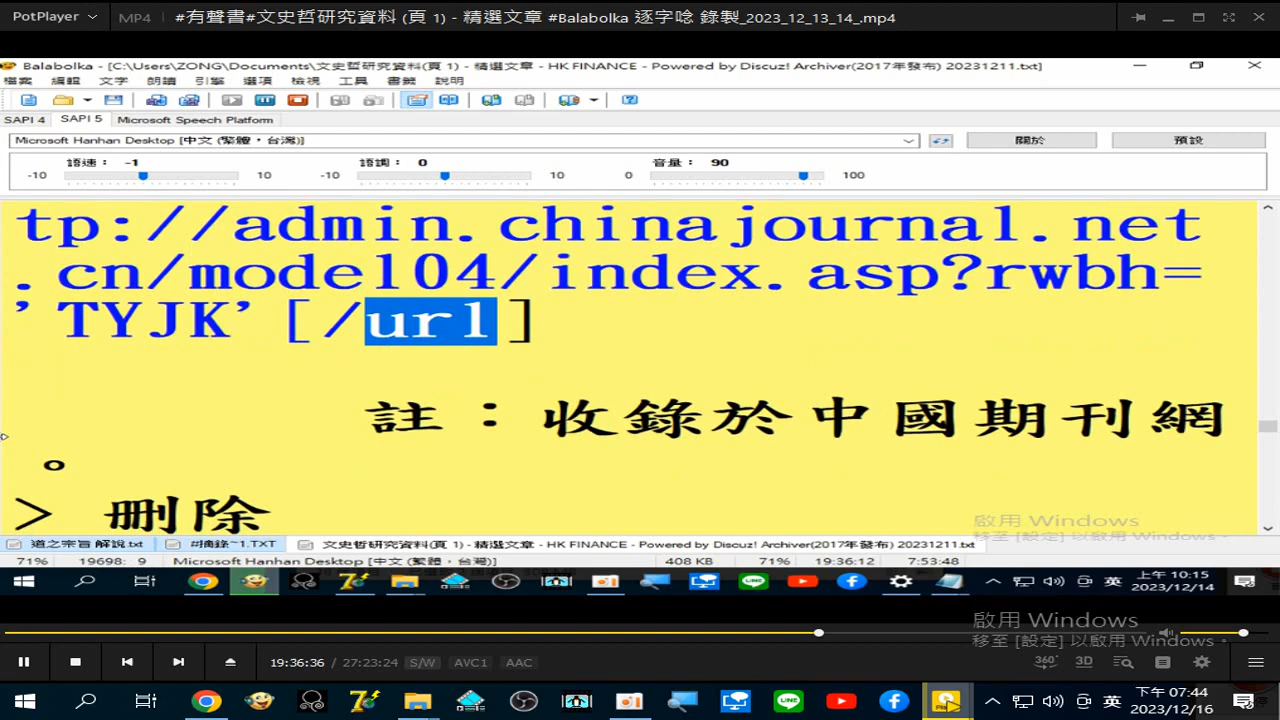 PotPlayer MP4 #有聲書#文史哲研究資料 (頁 1) - 精選文章 #Balabolka 逐字唸 錄製_2023_12_13_14_.mp4
Balabolka - [C:\Users\ZONG\Documents\文史哲研究資料(頁 1) - 精選文章 - HK FINANCE - Powered by Discuz! Archiver(2017年發布) 20231211.txt]
檔案 編輯 文字 朗讀 引擎 選項 檢視 工具 書籤 說明
SAPI 4 SAPI 5 Microsoft Speech Platform
Microsoft Hanhan Desktop [中文 (繁體，台灣)] 關於 預設
語速： -1 語調： 0 音量： 90
-10 10 -10 10 0 100
tp://admin.chinajournal.net
.cn/model04/index.asp?rwbh=
'TYJK'[/url]
註：收錄於中國期刊網
。
> 刪除
啟用 Windows
移至 [設定] 以啟用 Windows。
道之宗旨 解說.txt #摘錄~1.TXT 文史哲研究資料(頁 1) - 精選文章 - HK FINANCE - Powered by Discuz! Archiver(2017年發布) 20231211.txt
71% 19698: 9 Microsoft Hanhan Desktop [中文 (繁體，台灣)] 408 KB 71% 19:36:12 7:53:48
英 上午 10:15
2023/12/14
啟用 Windows
移至 [設定] 以啟用 Windows。
19:36:36 / 27:23:24 S/W AVC1 AAC 360° 3D
英 下午 07:44
2023/12/16